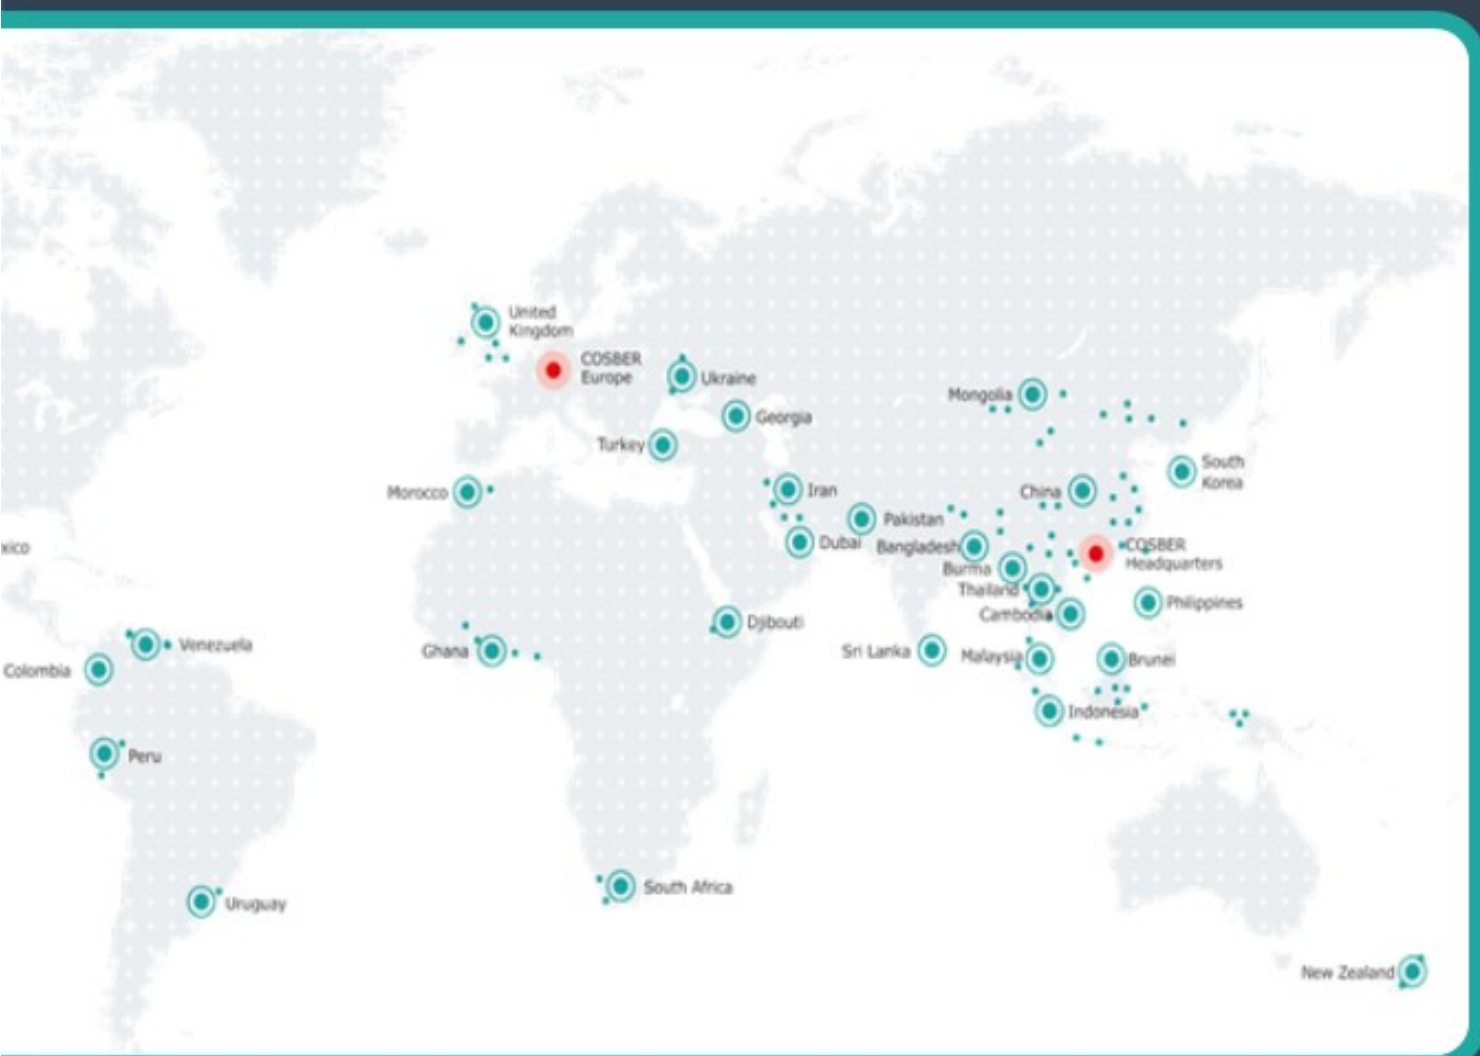 United
Kingdom
COSBER
Europe
Ukraine
Mongolia
Georgia
Turkey
South
Korea
Morocco
Iran
China
Pakistan
Dubai
Bangladesh
COSBER
Headquarters
xico
Burma
Thailand
Philippines
Cambodia
Djibouti
Venezuela
Ghana
Sri Lanka
Malaysia
Brunei
Colombia
Indonesia
Peru
South Africa
Uruguay
New Zealand